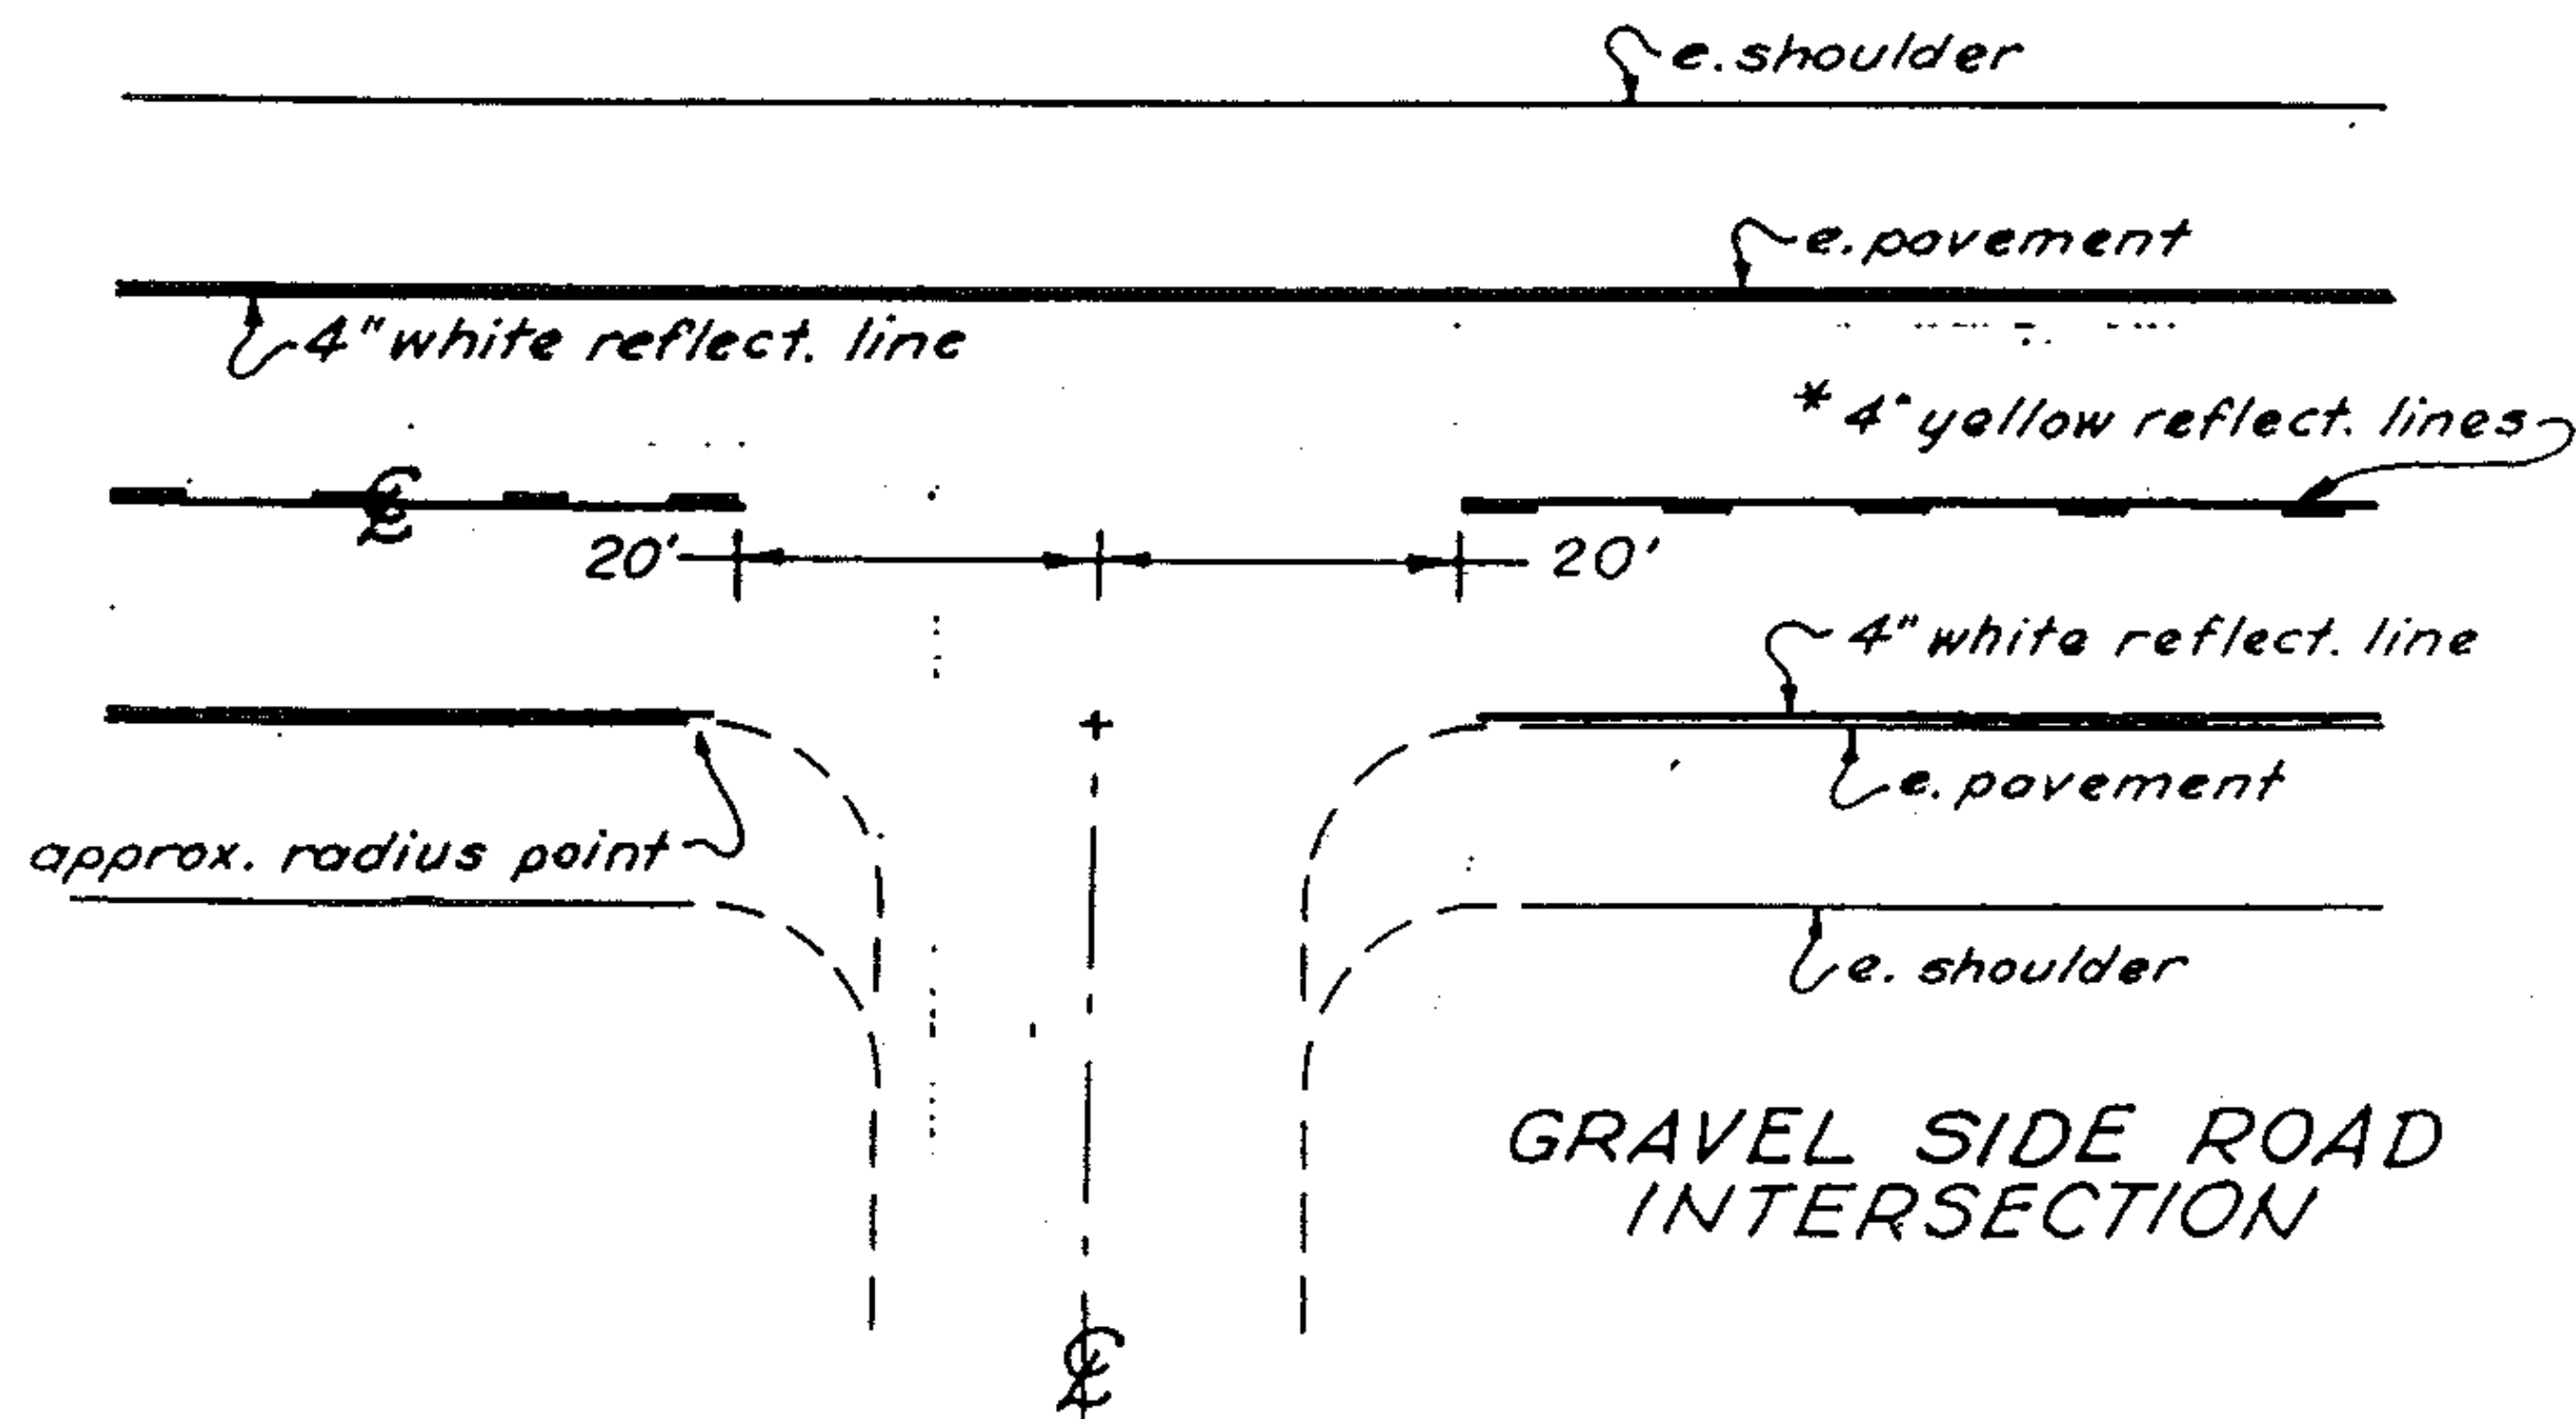 e. shoulder
e. pavement
4" white reflect. line
* 4" yellow reflect. lines
℄
20'
20'
4" white reflect. line
e. pavement
approx. radius point
e. shoulder
GRAVEL SIDE ROAD
INTERSECTION
℄